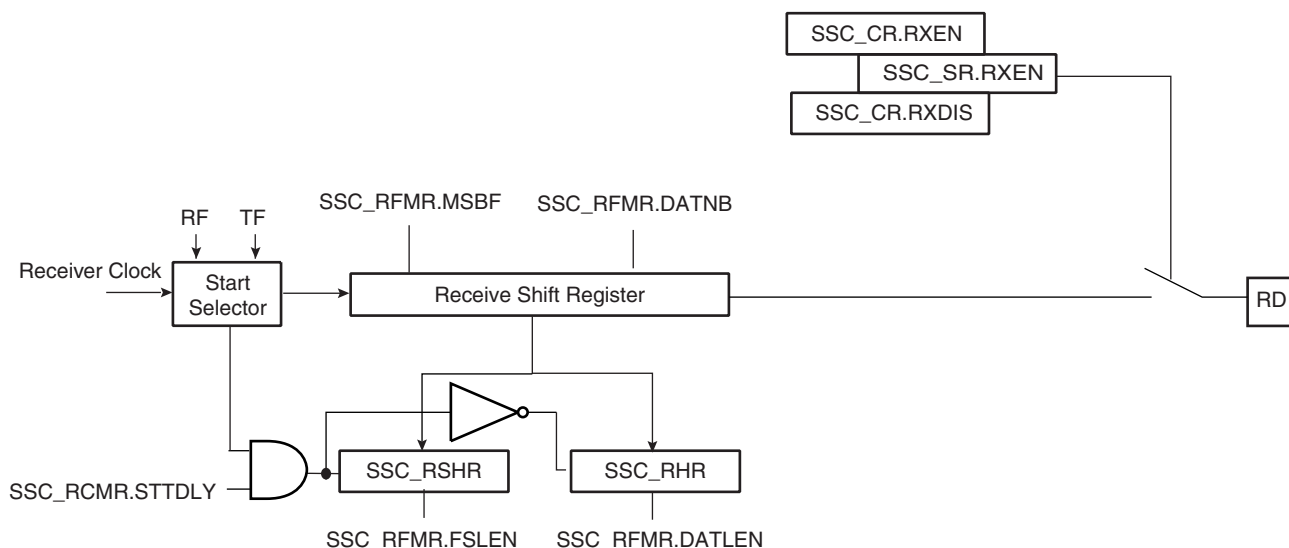 SSC_CR.RXEN
SSC_SR.RXEN
SSC_CR.RXDIS
SSC_RFMR.MSBF
SSC_RFMR.DATNB
RF
TF
Receiver Clock
Start
Selector
Receive Shift Register
RD
SSC_RSHR
SSC_RHR
SSC_RCMR.STTDLY
SSC RFMR.FSLEN
SSC RFMR.DATLEN